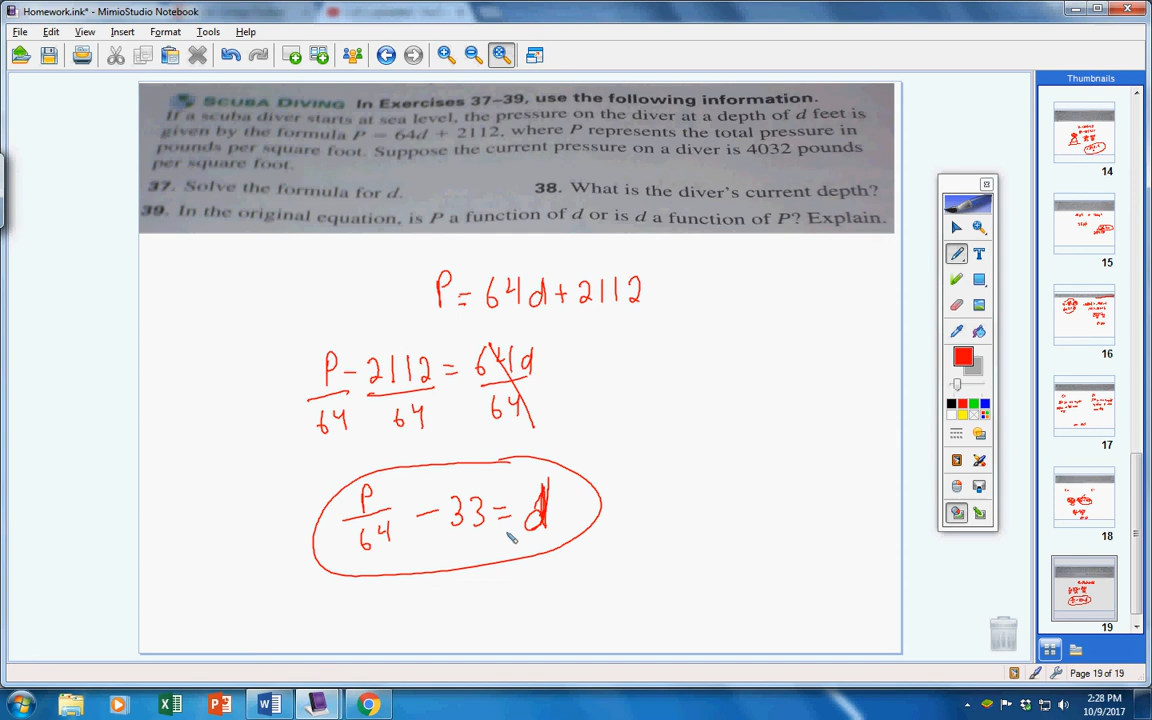 Homework.ink* - MimioStudio Notebook
File Edit View Insert Format Tools Help
SCUBA DIVING In Exercises 37–39, use the following information.
If a scuba diver starts at sea level, the pressure on the diver at a depth of d feet is
given by the formula P = 64d + 2112, where P represents the total pressure in
pounds per square foot. Suppose the current pressure on a diver is 4032 pounds
per square foot.
37. Solve the formula for d. 38. What is the diver's current depth?
39. In the original equation, is P a function of d or is d a function of P? Explain.
P = 64d + 2112
P - 2112 = 64d
64 64 64
P
64 - 33 = d
Thumbnails
14
15
16
17
18
19
Page 19 of 19
2:28 PM
10/9/2017